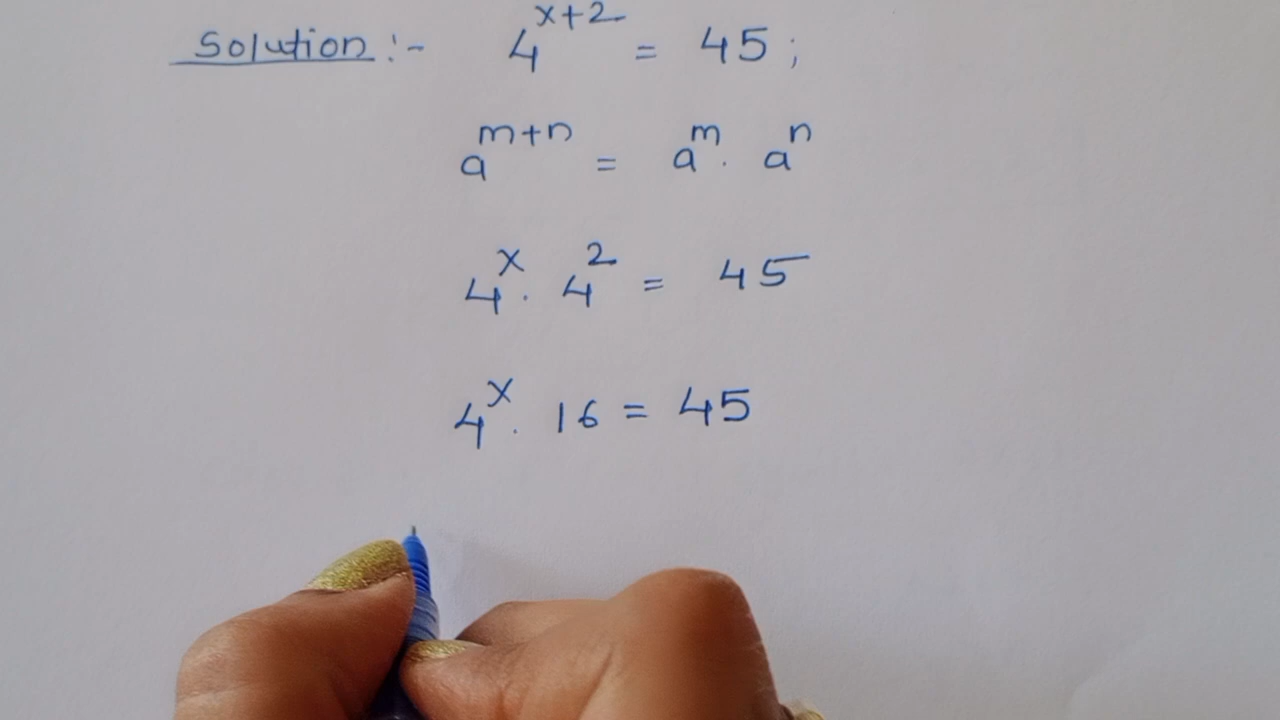 Solution :- 4^{x+2} = 45 ;
a^{m+n} = a^m . a^n
4^x . 4^2 = 45
4^x . 16 = 45